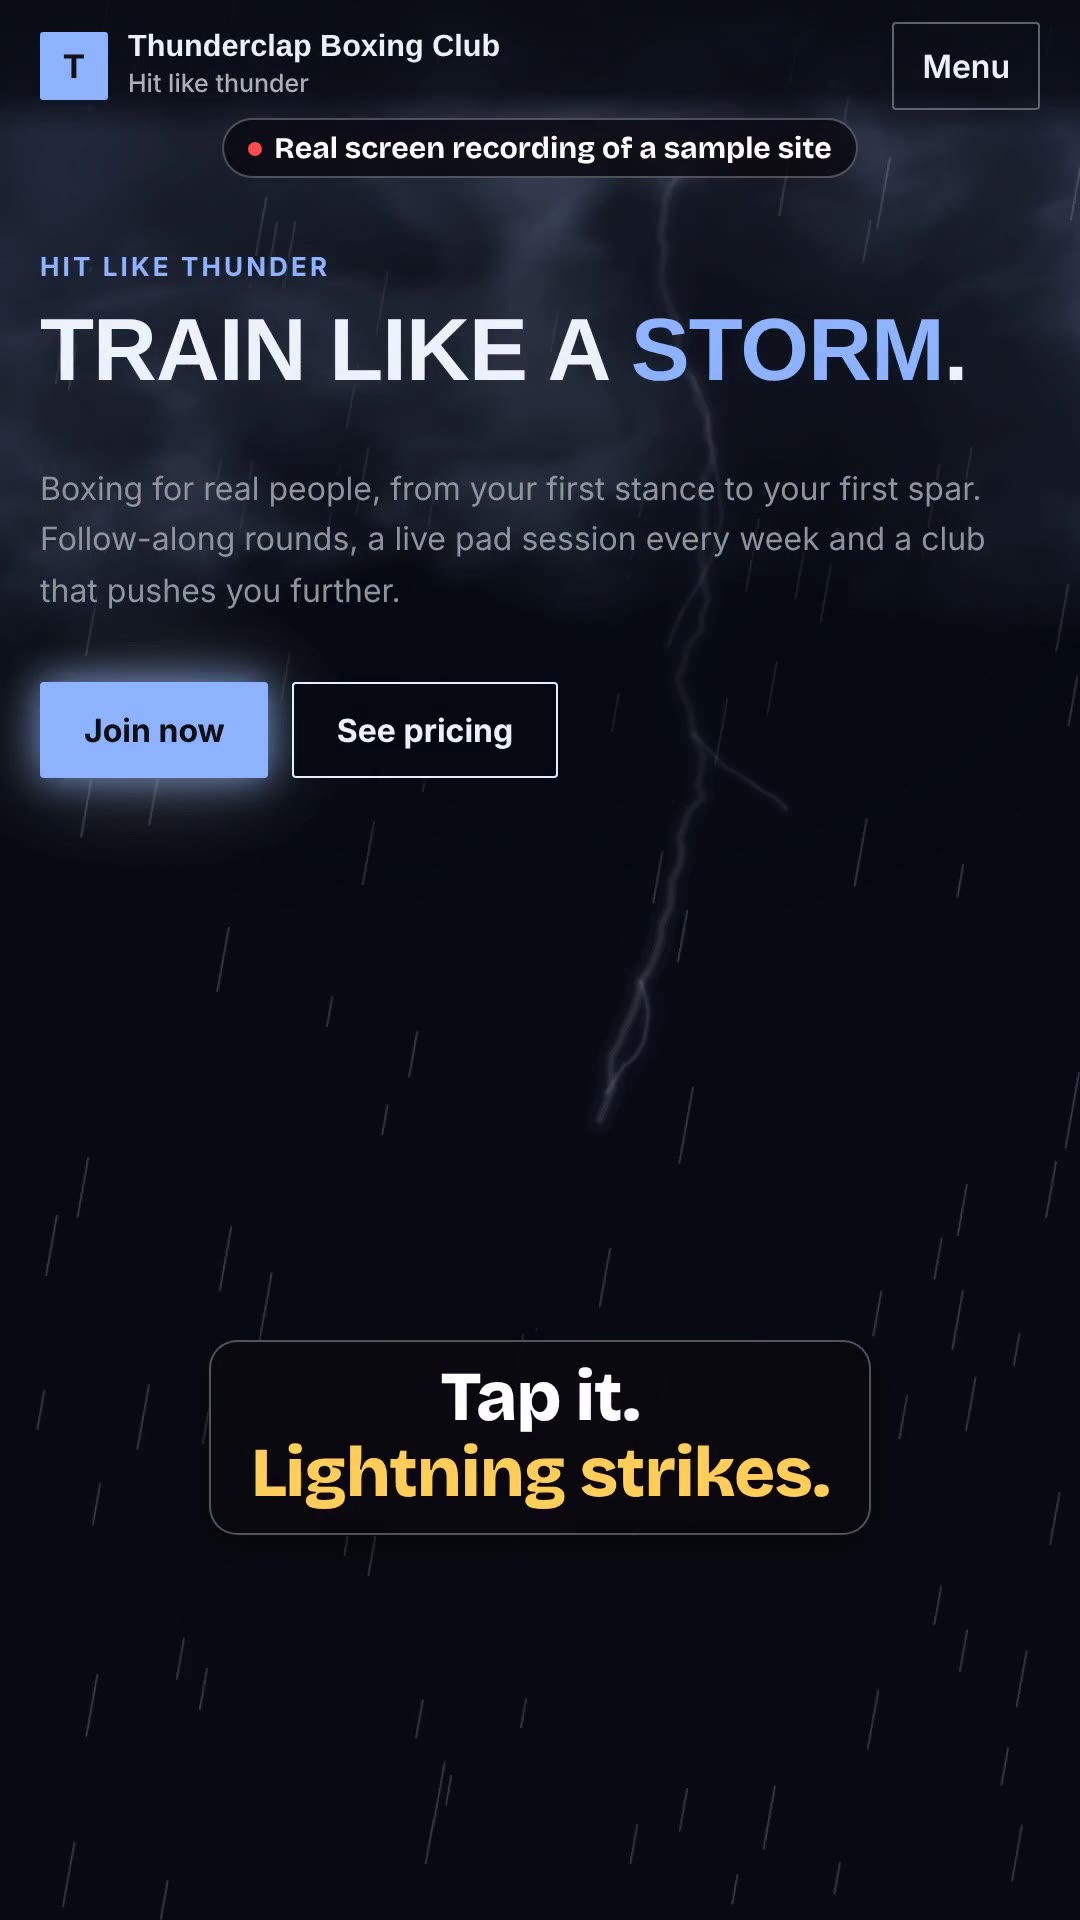 T
Thunderclap Boxing Club
Hit like thunder
Menu
Real screen recording of a sample site
HIT LIKE THUNDER
TRAIN LIKE A STORM.
Boxing for real people, from your first stance to your first spar.
Follow-along rounds, a live pad session every week and a club
that pushes you further.
Join now
See pricing
Tap it.
Lightning strikes.